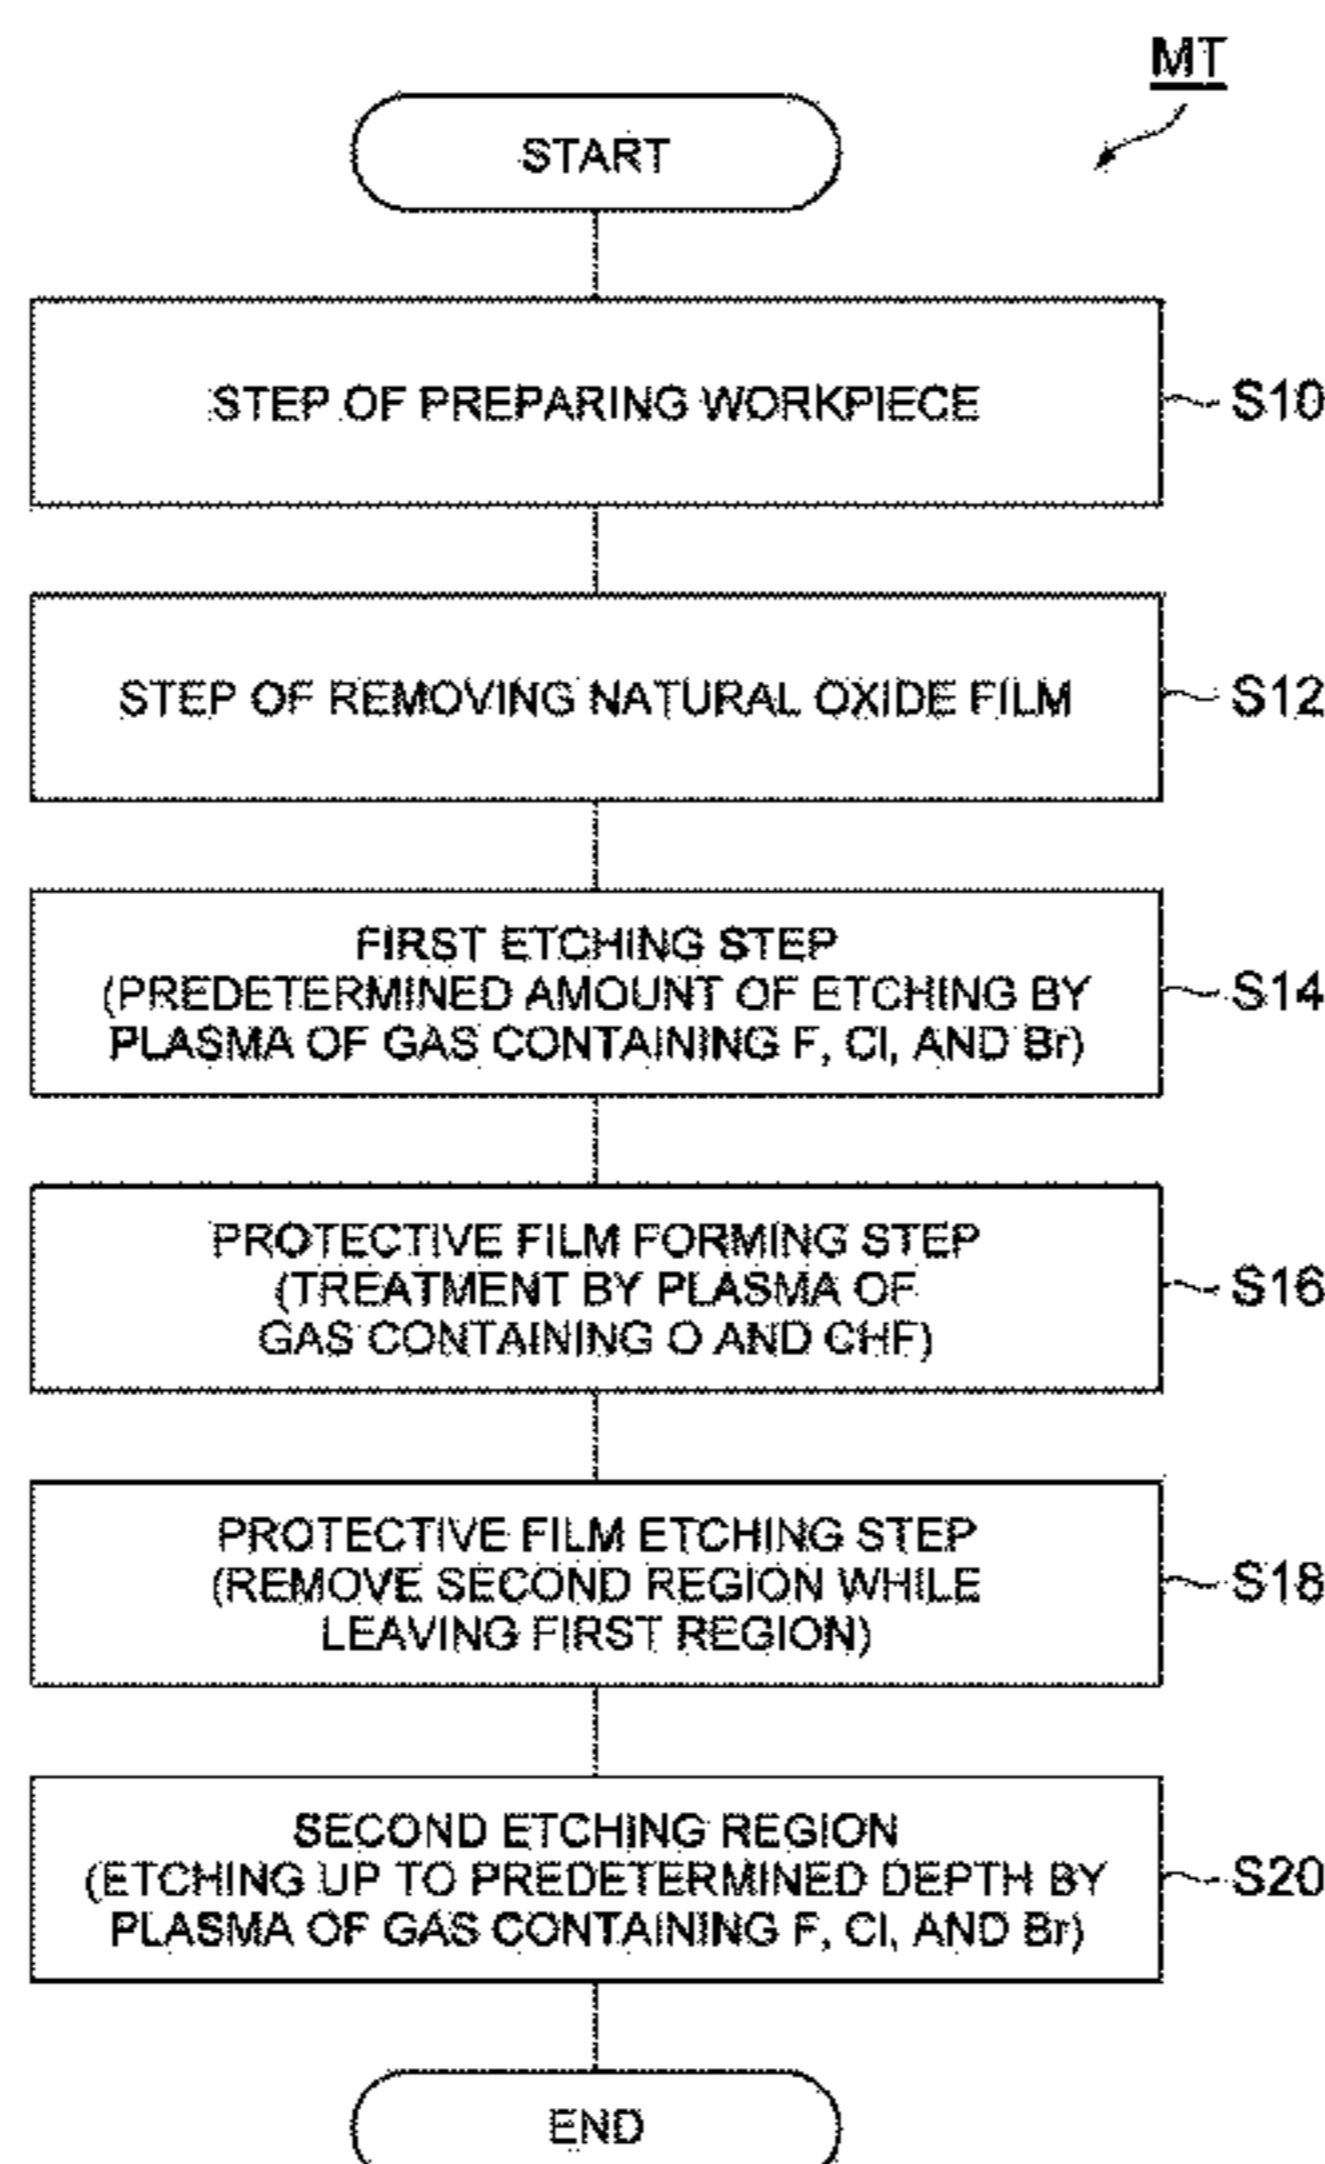 MT
START
STEP OF PREPARING WORKPIECE
S10
STEP OF REMOVING NATURAL OXIDE FILM
S12
FIRST ETCHING STEP
(PREDETERMINED AMOUNT OF ETCHING BY
PLASMA OF GAS CONTAINING F, Cl, AND Br)
S14
PROTECTIVE FILM FORMING STEP
(TREATMENT BY PLASMA OF
GAS CONTAINING O AND CHF)
S16
PROTECTIVE FILM ETCHING STEP
(REMOVE SECOND REGION WHILE
LEAVING FIRST REGION)
S18
SECOND ETCHING REGION
(ETCHING UP TO PREDETERMINED DEPTH BY
PLASMA OF GAS CONTAINING F, Cl, AND Br)
S20
END